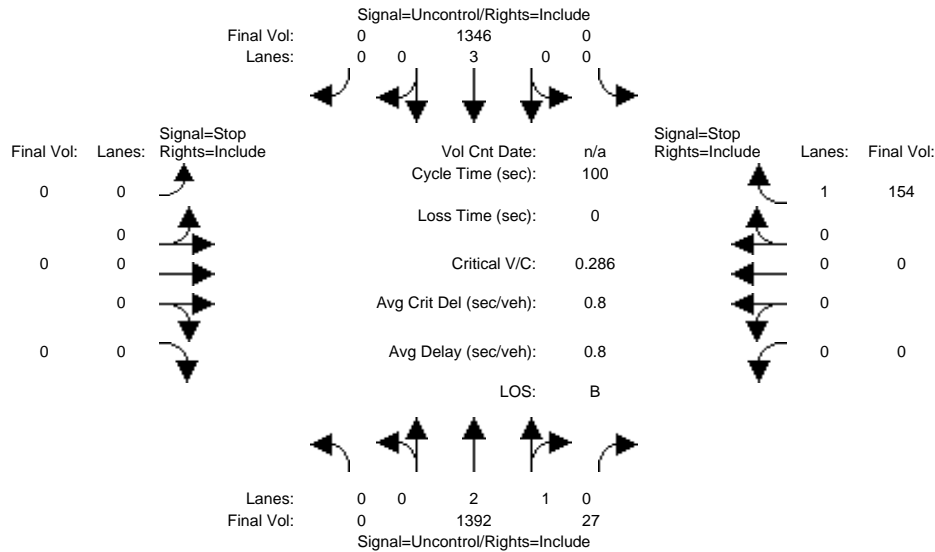 Signal=Uncontrol/Rights=Include
Final Vol: 0 1346 0
Lanes: 0 0 3 0 0
Signal=Stop
Final Vol: Lanes: Rights=Include
Vol Cnt Date: n/a
Signal=Stop
Rights=Include Lanes: Final Vol:
0 0
Cycle Time (sec): 100
1 154
0
Loss Time (sec): 0
0
0 0
Critical V/C: 0.286
0 0
0
Avg Crit Del (sec/veh): 0.8
0
0 0
Avg Delay (sec/veh): 0.8
0 0
LOS: B
Lanes: 0 0 2 1 0
Final Vol: 0 1392 27
Signal=Uncontrol/Rights=Include